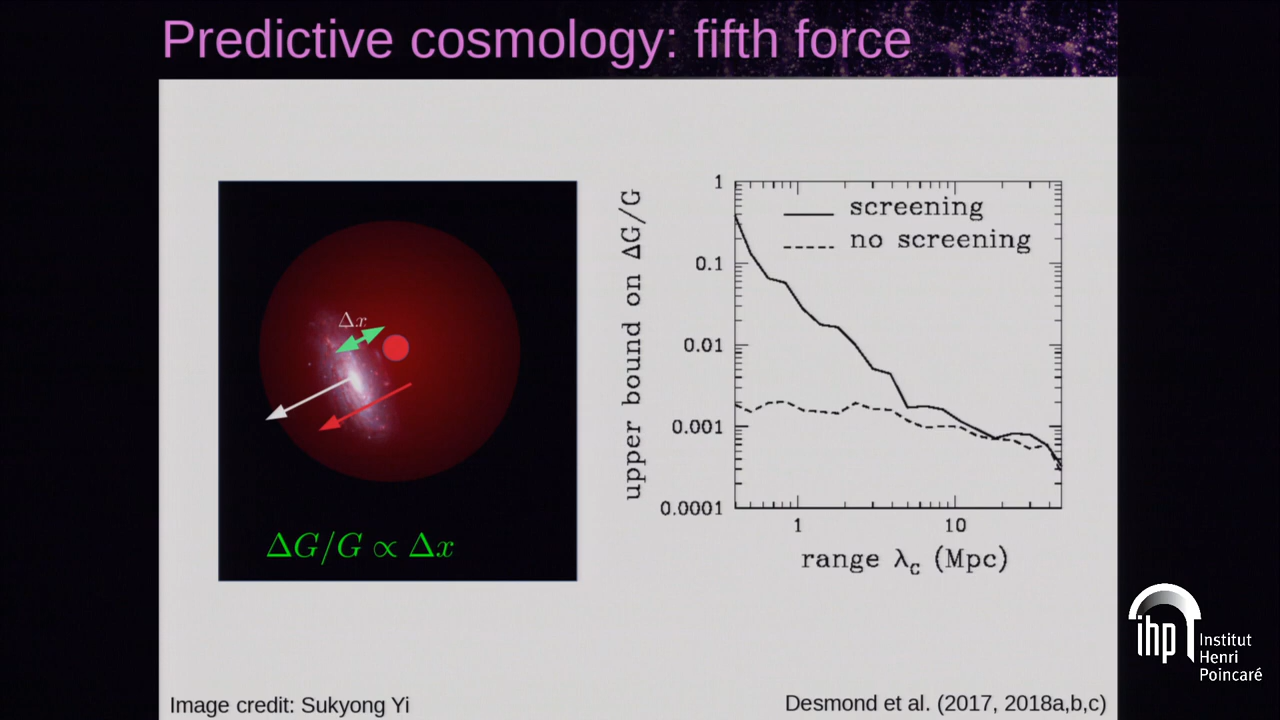 Predictive cosmology: fifth force
Δx
ΔG/G ∝ Δx
upper bound on ΔG/G
1
0.1
0.01
0.001
0.0001
screening
no screening
1
10
range λ_C (Mpc)
Image credit: Sukyong Yi
Desmond et al. (2017, 2018a,b,c)
ihp
Institut
Henri
Poincaré